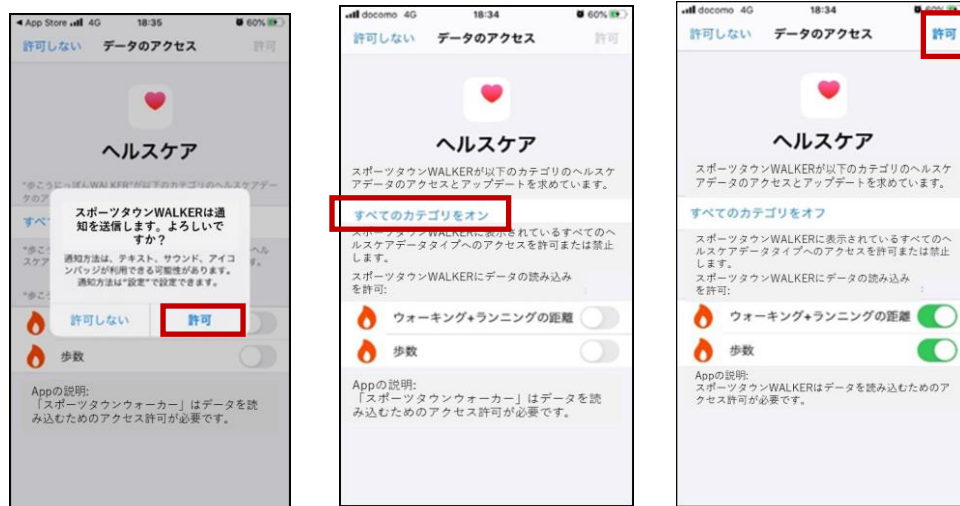 App Store 4G 18:35 60%
許可しない データのアクセス 許可
ヘルスケア
スポーツタウンWALKERは通
知を送信します。よろしいで
すか?
通知方法は、テキスト、サウンド、アイコ
ンバッジが利用できる可能性があります。
通知方法は"設定"で設定できます。
許可しない 許可
歩数
Appの説明:
「スポーツタウンウォーカー」はデータを読
み込むためのアクセス許可が必要です。
docomo 4G 18:34 60%
許可しない データのアクセス 許可
ヘルスケア
スポーツタウンWALKERが以下のカテゴリのヘルスケ
アデータのアクセスとアップデートを求めています。
すべてのカテゴリをオン
スポーツタウンWALKERに表示されているすべてのヘ
ルスケアデータタイプへのアクセスを許可または禁止
します。
スポーツタウンWALKERにデータの読み込み
を許可:
ウォーキング+ランニングの距離
歩数
Appの説明:
「スポーツタウンウォーカー」はデータを読
み込むためのアクセス許可が必要です。
docomo 4G 18:34 60%
許可しない データのアクセス 許可
ヘルスケア
スポーツタウンWALKERが以下のカテゴリのヘルスケ
アデータのアクセスとアップデートを求めています。
すべてのカテゴリをオフ
スポーツタウンWALKERに表示されているすべてのヘ
ルスケアデータタイプへのアクセスを許可または禁止
します。
スポーツタウンWALKERにデータの読み込み
を許可:
ウォーキング+ランニングの距離
歩数
Appの説明:
スポーツタウンWALKERはデータを読み込むためのア
クセス許可が必要です。